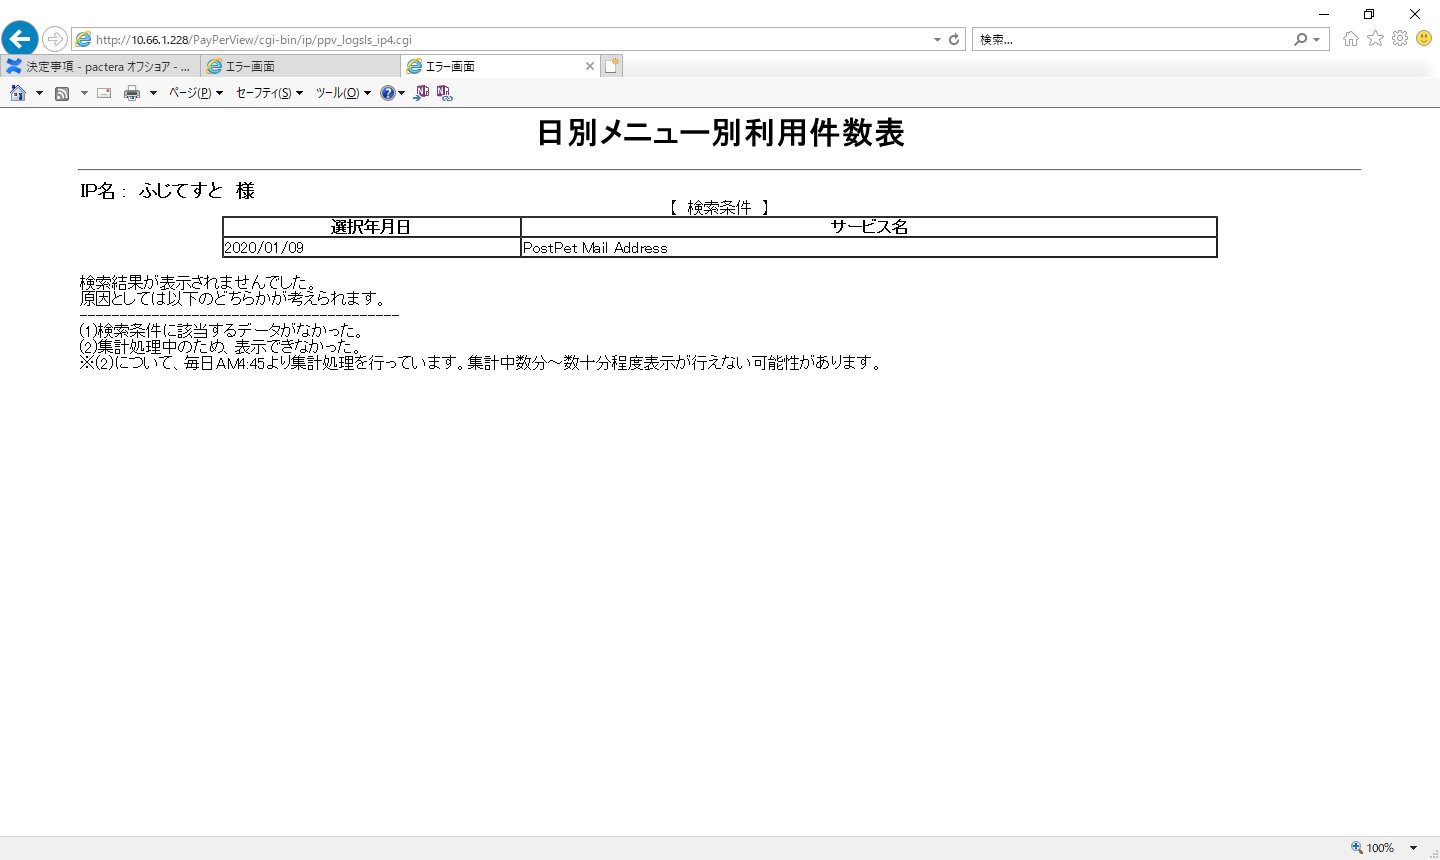 http://10.66.1.228/PayPerView/cgi-bin/ip/ppv_logsls_ip4.cgi
検索...
決定事項 - pactera オフショア - ...
エラー画面
エラー画面
ページ(P)
セーフティ(S)
ツール(O)
日別メニュー別利用件数表
IP名： ふじてすと 様
【 検索条件 】
選択年月日 サービス名
2020/01/09 PostPet Mail Address
検索結果が表示されませんでした。
原因としては以下のどちらかが考えられます。
----------------------------------------
(1)検索条件に該当するデータがなかった。
(2)集計処理中のため、表示できなかった。
※(2)について、毎日AM4:45より集計処理を行っています。集計中数分～数十分程度表示が行えない可能性があります。
100%